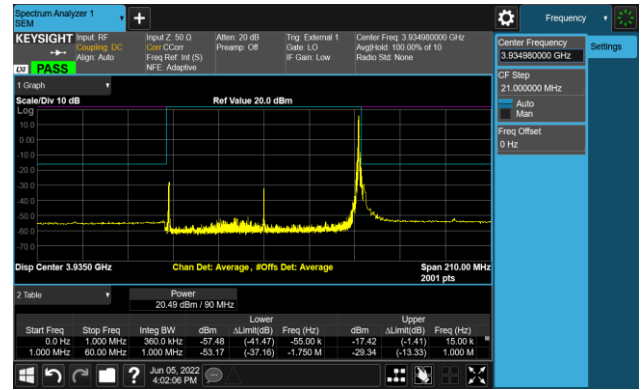 Spectrum Analyzer 1
SEM
Frequency
KEYSIGHT
Input: RF
Coupling: DC
Align: Auto
Input Z: 50 Ω
Corr CCorr
Freq Ref: Int (S)
NFE: Adaptive
Atten: 20 dB
Preamp: Off
Trig: External 1
Gate: LO
IF Gain: Low
Center Freq: 3.934980000 GHz
Avg|Hold: 100.00% of 10
Radio Std: None
LXI PASS
Center Frequency
3.934980000 GHz
Settings
CF Step
21.000000 MHz
Auto
Man
Freq Offset
0 Hz
1 Graph
Scale/Div 10 dB
Ref Value 20.0 dBm
Log
10.0
0.00
-10.0
-20.0
-30.0
-40.0
-50.0
-60.0
-70.0
Disp Center 3.9350 GHz
Chan Det: Average , #Offs Det: Average
Span 210.00 MHz
2001 pts
2 Table
Power
20.49 dBm / 90 MHz
Lower Upper
Start Freq Stop Freq Integ BW dBm ΔLimit(dB) Freq (Hz) dBm ΔLimit(dB) Freq (Hz)
0.0 Hz 1.000 MHz 360.0 kHz -57.48 (-41.47) -55.00 k -17.42 (-1.41) 15.00 k
1.000 MHz 60.00 MHz 1.000 MHz -53.17 (-37.16) -1.750 M -29.34 (-13.33) 1.000 M
?
Jun 05, 2022
4:02:06 PM